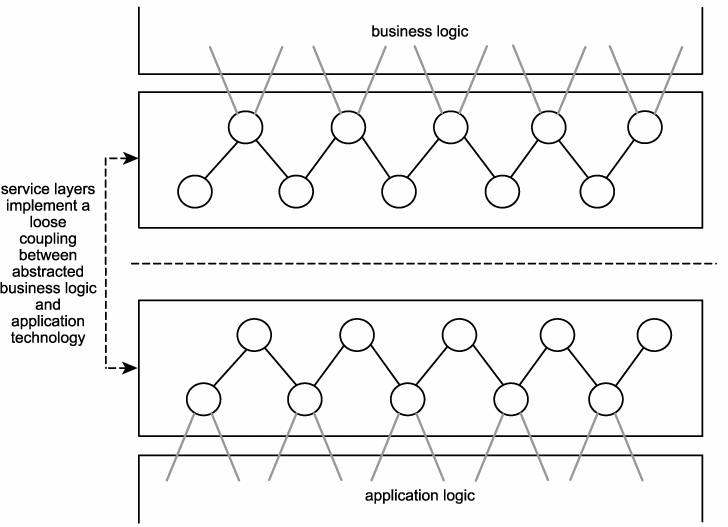 business logic
service layers
implement a
loose
coupling
between
abstracted
business logic
and
application
technology
application logic